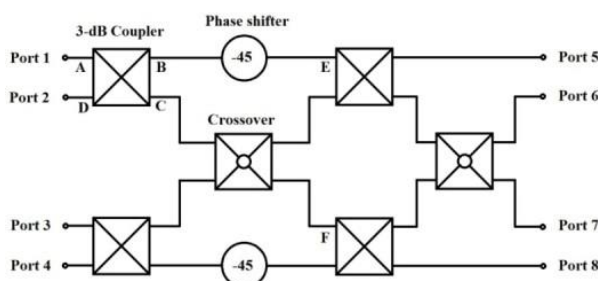 3-dB Coupler
Phase shifter
Port 1
A
B
-45
E
Port 5
Port 2
D
C
Port 6
Crossover
Port 3
F
Port 7
Port 4
-45
Port 8